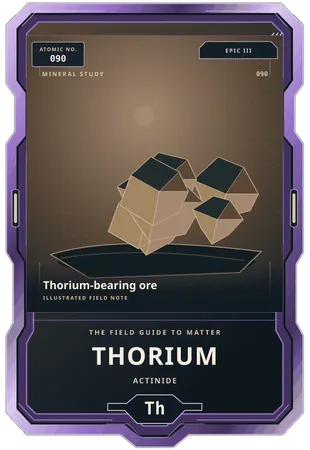 ATOMIC NO.
090
EPIC III
MINERAL STUDY
090
Thorium-bearing ore
ILLUSTRATED FIELD NOTE
THE FIELD GUIDE TO MATTER
THORIUM
ACTINIDE
Th